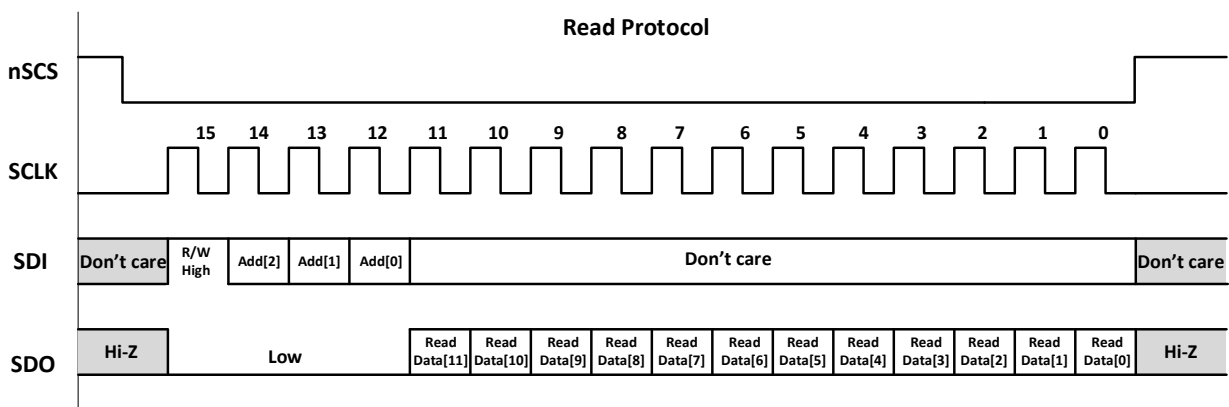 Read Protocol
nSCS
15 14 13 12 11 10 9 8 7 6 5 4 3 2 1 0
SCLK
SDI Don't care R/W High Add[2] Add[1] Add[0] Don't care Don't care
SDO Hi-Z Low Read Data[11] Read Data[10] Read Data[9] Read Data[8] Read Data[7] Read Data[6] Read Data[5] Read Data[4] Read Data[3] Read Data[2] Read Data[1] Read Data[0] Hi-Z